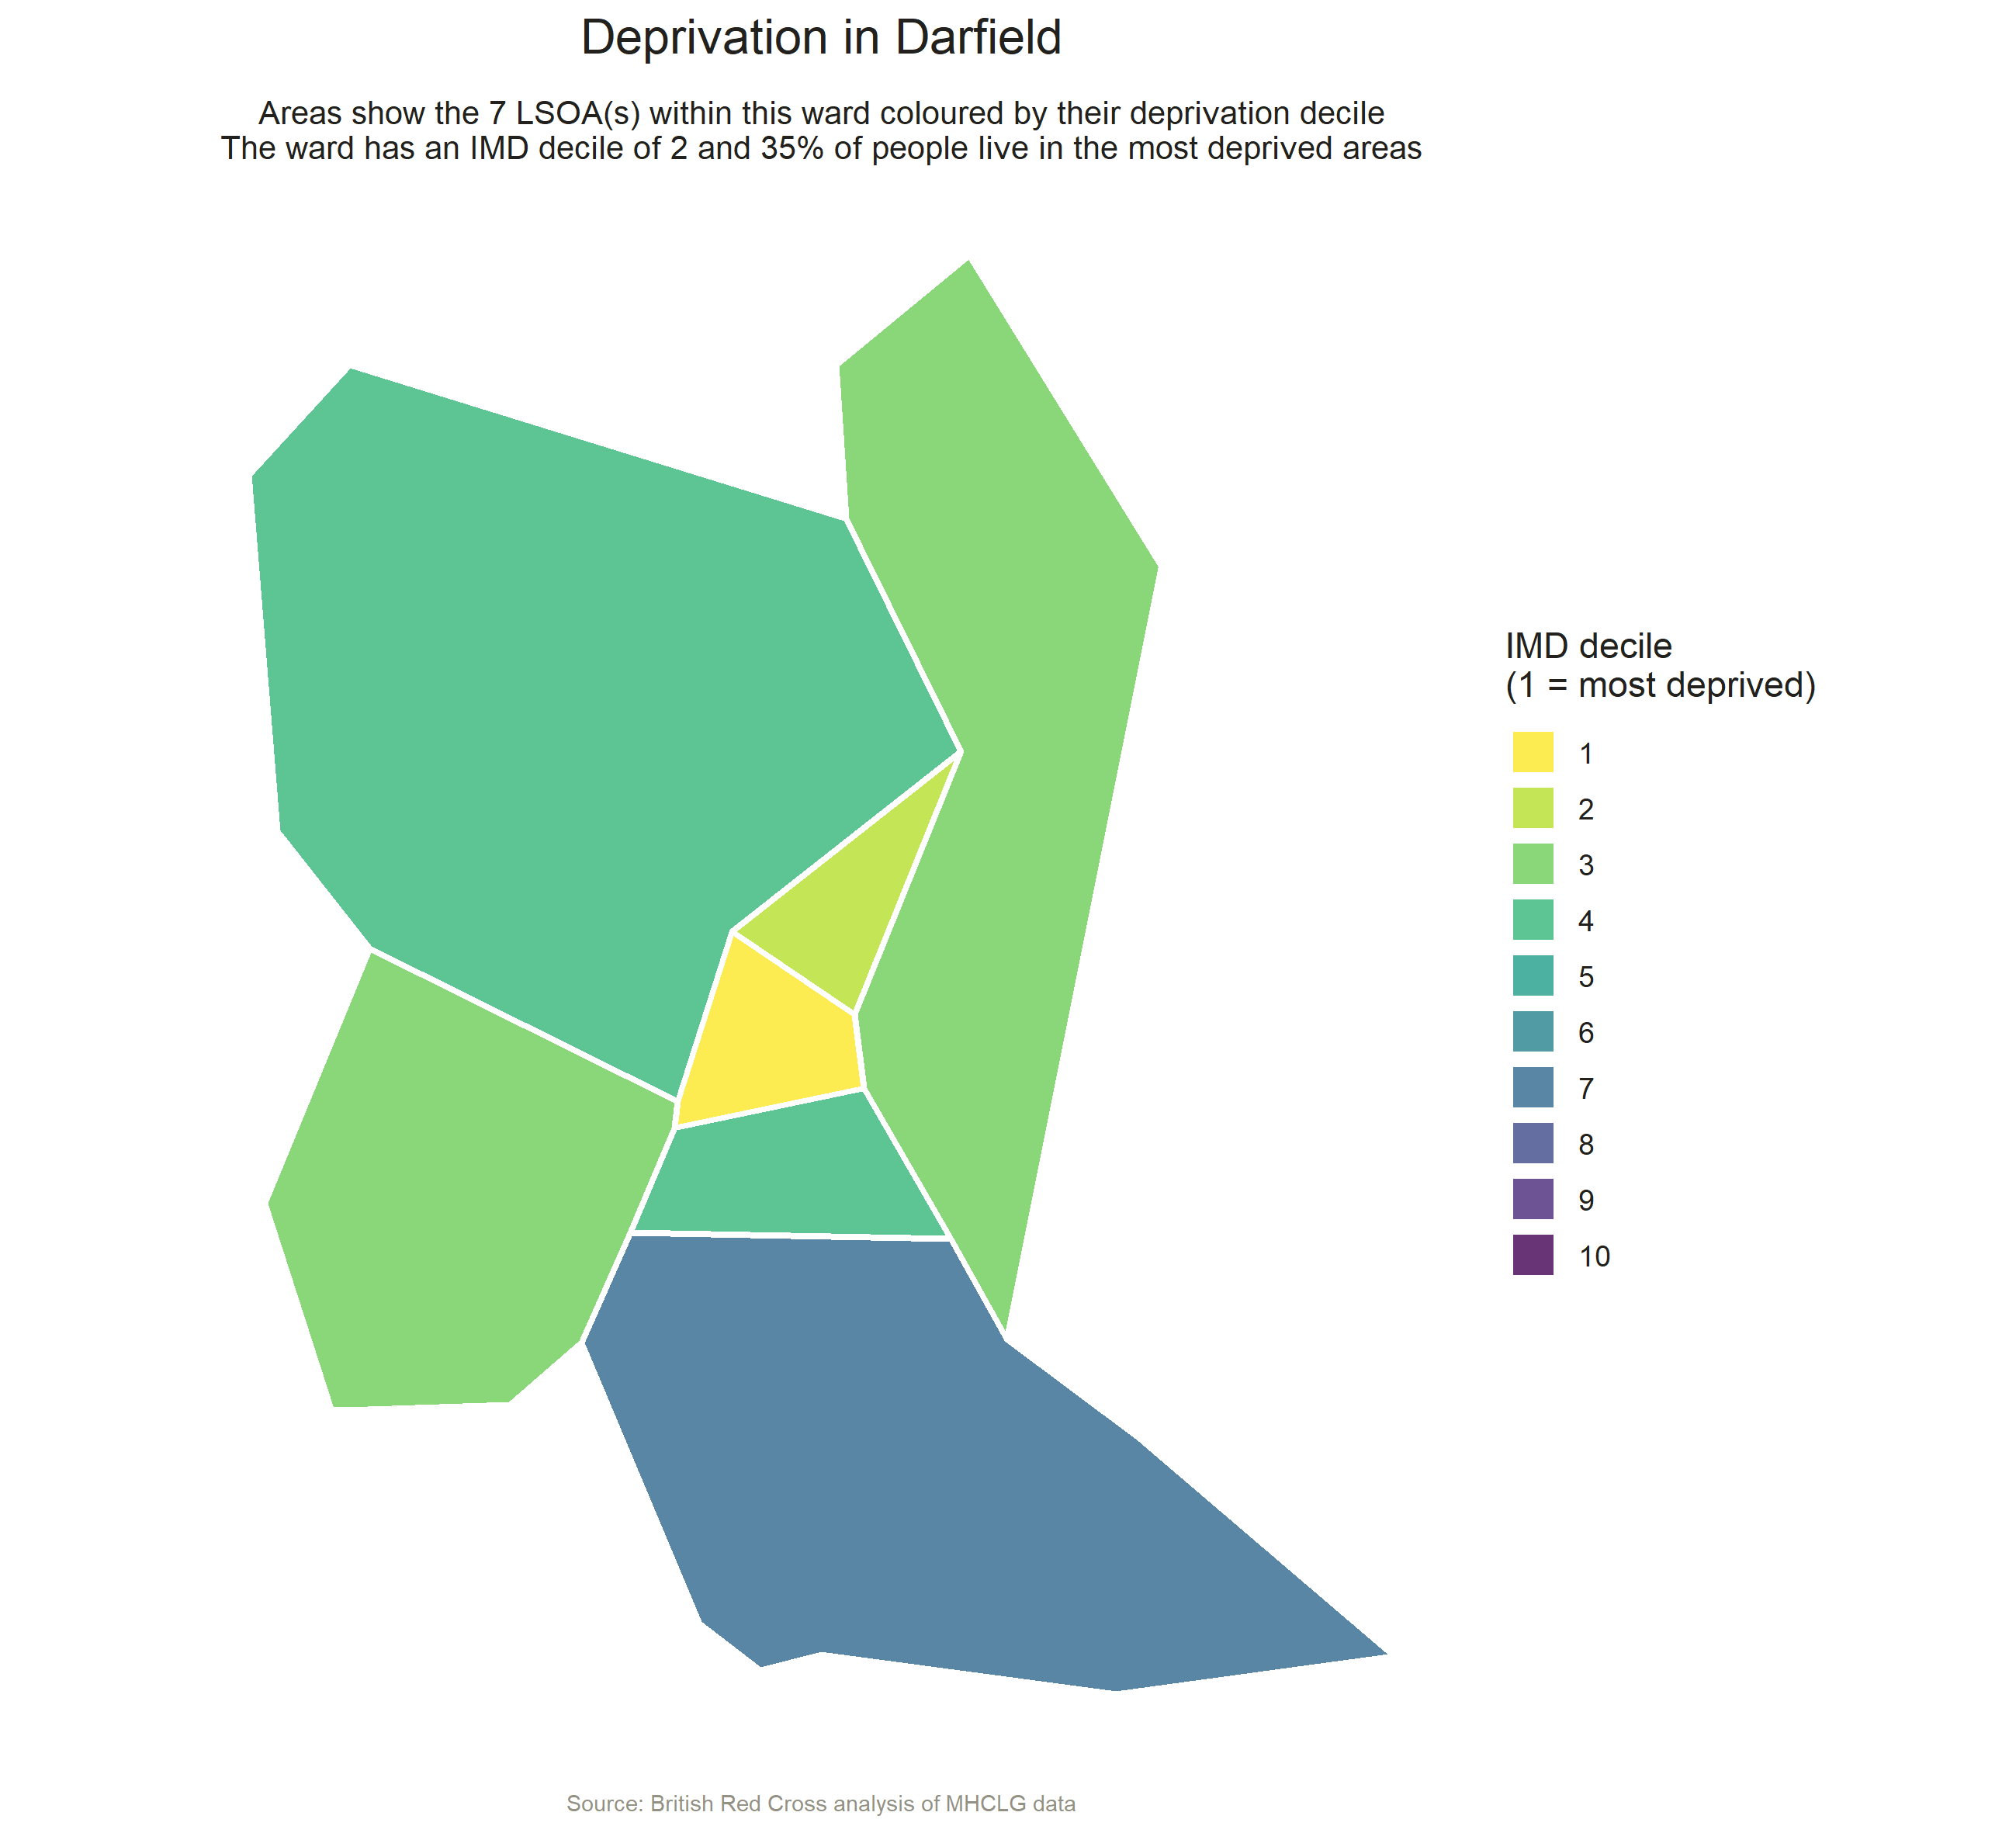 Deprivation in Darfield
Areas show the 7 LSOA(s) within this ward coloured by their deprivation decile
The ward has an IMD decile of 2 and 35% of people live in the most deprived areas
IMD decile
(1 = most deprived)
1
2
3
4
5
6
7
8
9
10
Source: British Red Cross analysis of MHCLG data